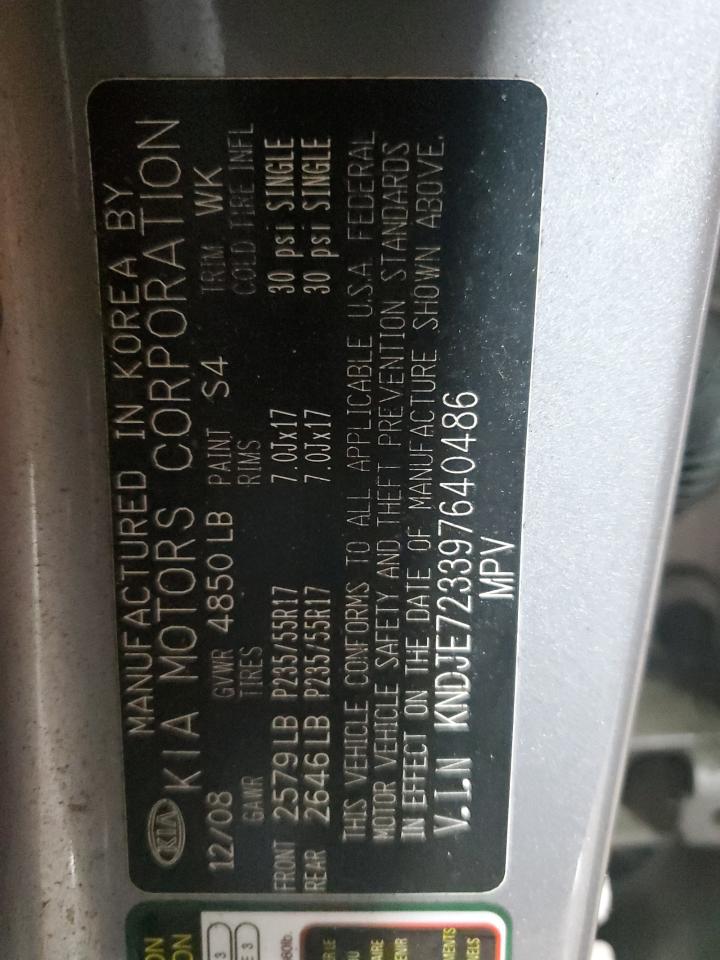 MANUFACTURED IN KOREA BY
KIA KIA MOTORS CORPORATION
12/08 GVWR 4850 LB PAINT S4 TRIM WK
GAWR TIRES RIMS COLD TIRE INFL
FRONT 2579 LB P235/55R17 7.0Jx17 30 psi SINGLE
REAR 2646 LB P235/55R17 7.0Jx17 30 psi SINGLE
THIS VEHICLE CONFORMS TO ALL APPLICABLE U.S.A FEDERAL
MOTOR VEHICLE SAFETY AND THEFT PREVENTION STANDARDS
IN EFFECT ON THE DATE OF MANUFACTURE SHOWN ABOVE.
V.I.N KNDJE723397640486
MPV